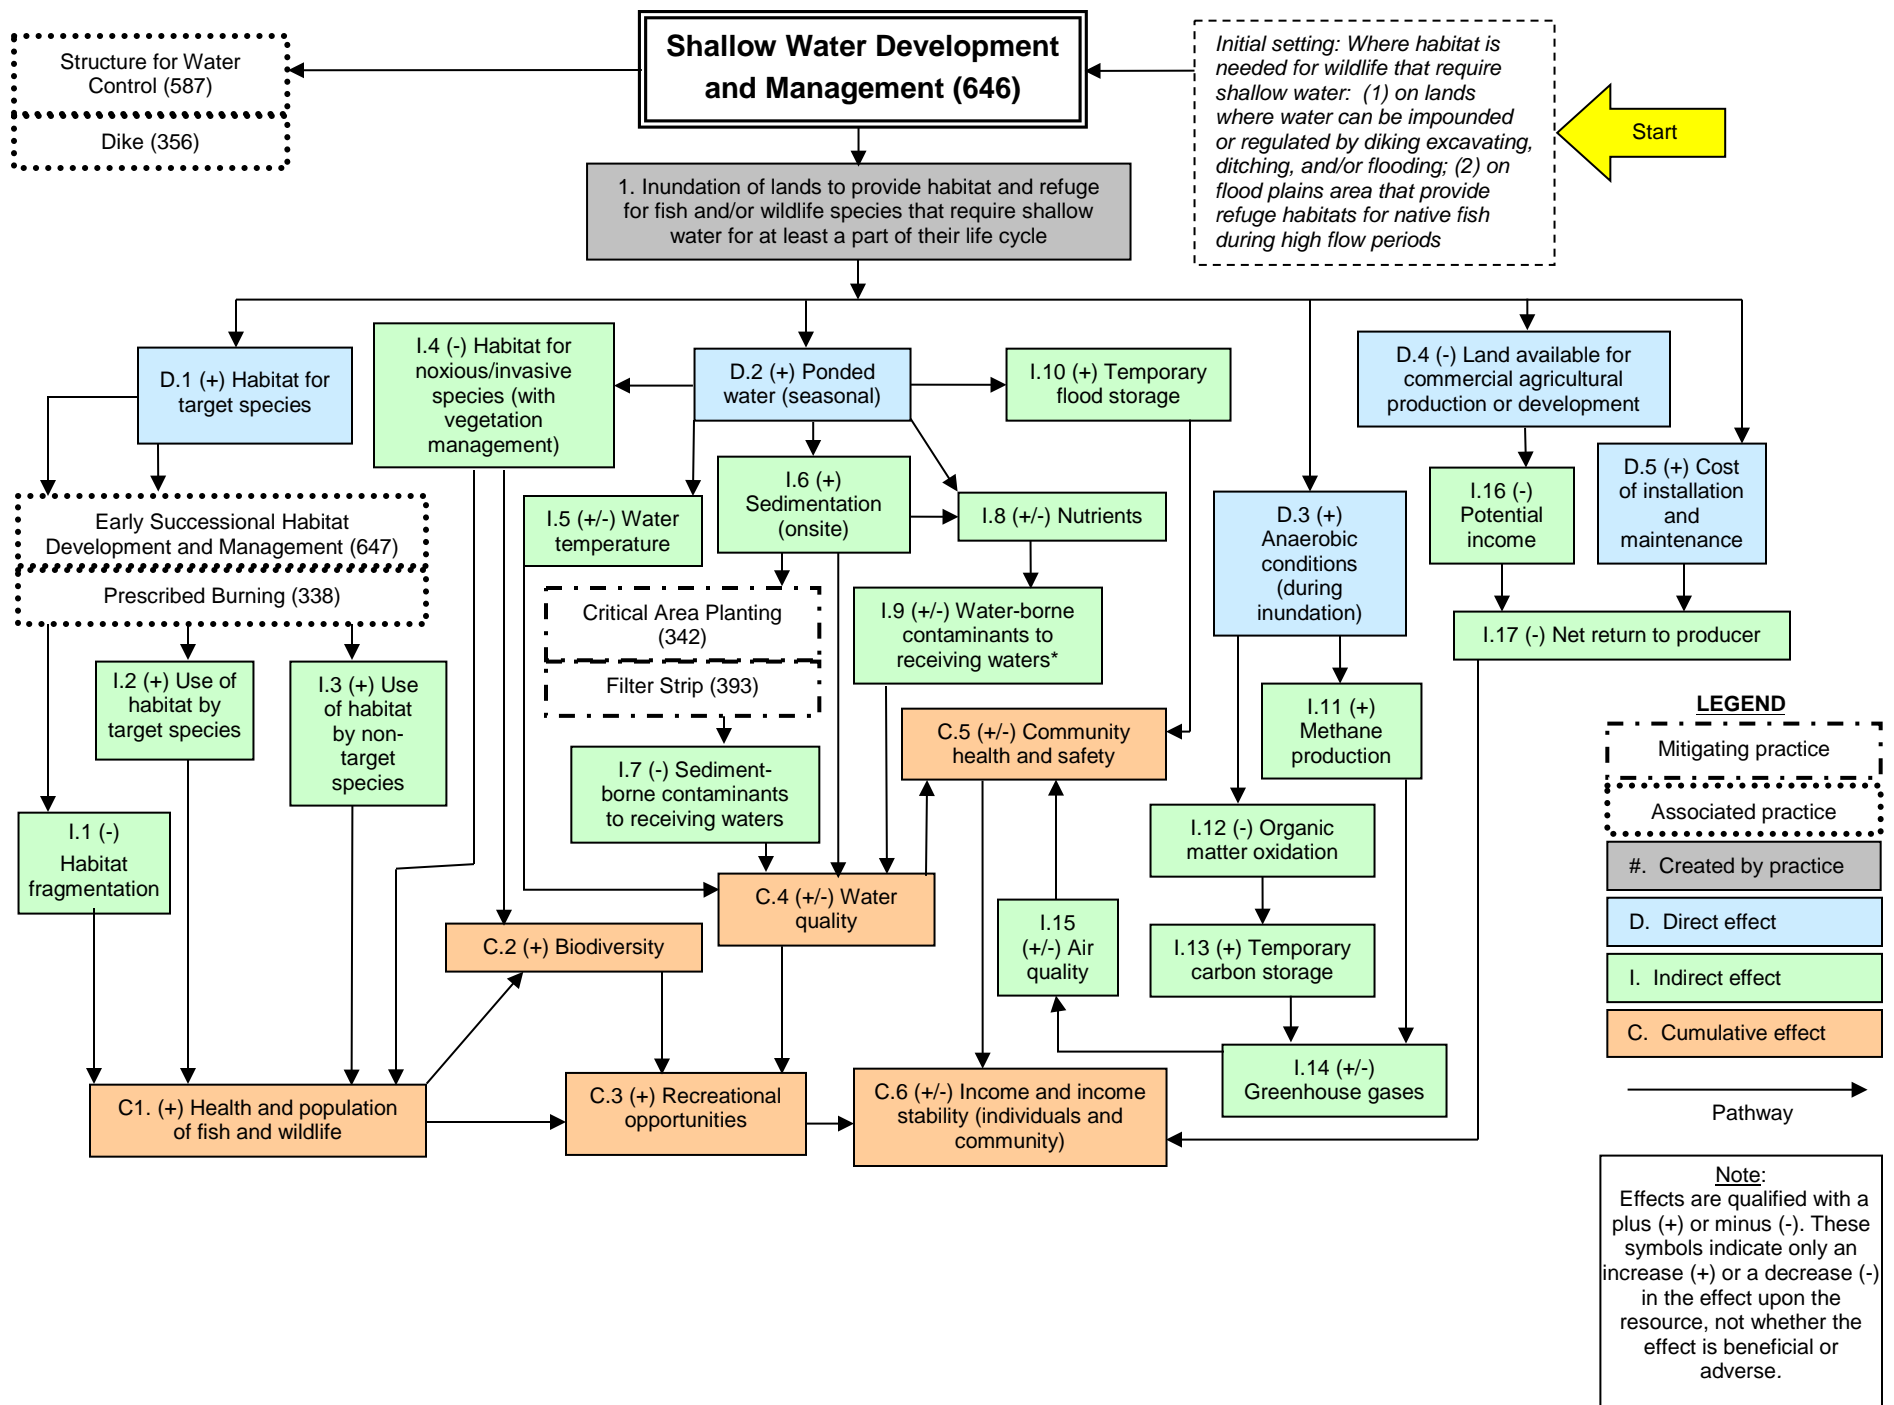 Structure for Water
Control (587)
Dike (356)
Shallow Water Development
and Management (646)
Initial setting: Where habitat is
needed for wildlife that require
shallow water:  (1) on lands
where water can be impounded
or regulated by diking excavating,
ditching, and/or flooding; (2) on
flood plains area that provide
refuge habitats for native fish
during high flow periods
Start
1. Inundation of lands to provide habitat and refuge
for fish and/or wildlife species that require shallow
water for at least a part of their life cycle
D.1 (+) Habitat for
target species
I.4 (-) Habitat for
noxious/invasive
species (with
vegetation
management)
D.2 (+) Ponded
water (seasonal)
I.10 (+) Temporary
flood storage
D.4 (-) Land available for
commercial agricultural
production or development
D.5 (+) Cost
of installation
and
maintenance
I.16 (-)
Potential
income
I.17 (-) Net return to producer
Early Successional Habitat
Development and Management (647)
Prescribed Burning (338)
I.5 (+/-) Water
temperature
I.6 (+)
Sedimentation
(onsite)
I.8 (+/-) Nutrients
D.3 (+)
Anaerobic
conditions
(during
inundation)
Critical Area Planting
(342)
Filter Strip (393)
I.9 (+/-) Water-borne
contaminants to
receiving waters*
I.2 (+) Use of
habitat by
target species
I.3 (+) Use
of habitat
by non-
target
species
I.7 (-) Sediment-
borne contaminants
to receiving waters
C.5 (+/-) Community
health and safety
I.11 (+)
Methane
production
I.1 (-)
Habitat
fragmentation
I.12 (-) Organic
matter oxidation
C.4 (+/-) Water
quality
C.2 (+) Biodiversity
I.15
(+/-) Air
quality
I.13 (+) Temporary
carbon storage
I.14 (+/-)
Greenhouse gases
C1. (+) Health and population
of fish and wildlife
C.3 (+) Recreational
opportunities
C.6 (+/-) Income and income
stability (individuals and
community)
LEGEND
Mitigating practice
Associated practice
#.  Created by practice
D.  Direct effect
I.  Indirect effect
C.  Cumulative effect
Pathway
Note:
Effects are qualified with a
plus (+) or minus (-). These
symbols indicate only an
increase (+) or a decrease (-)
in the effect upon the
resource, not whether the
effect is beneficial or
adverse.